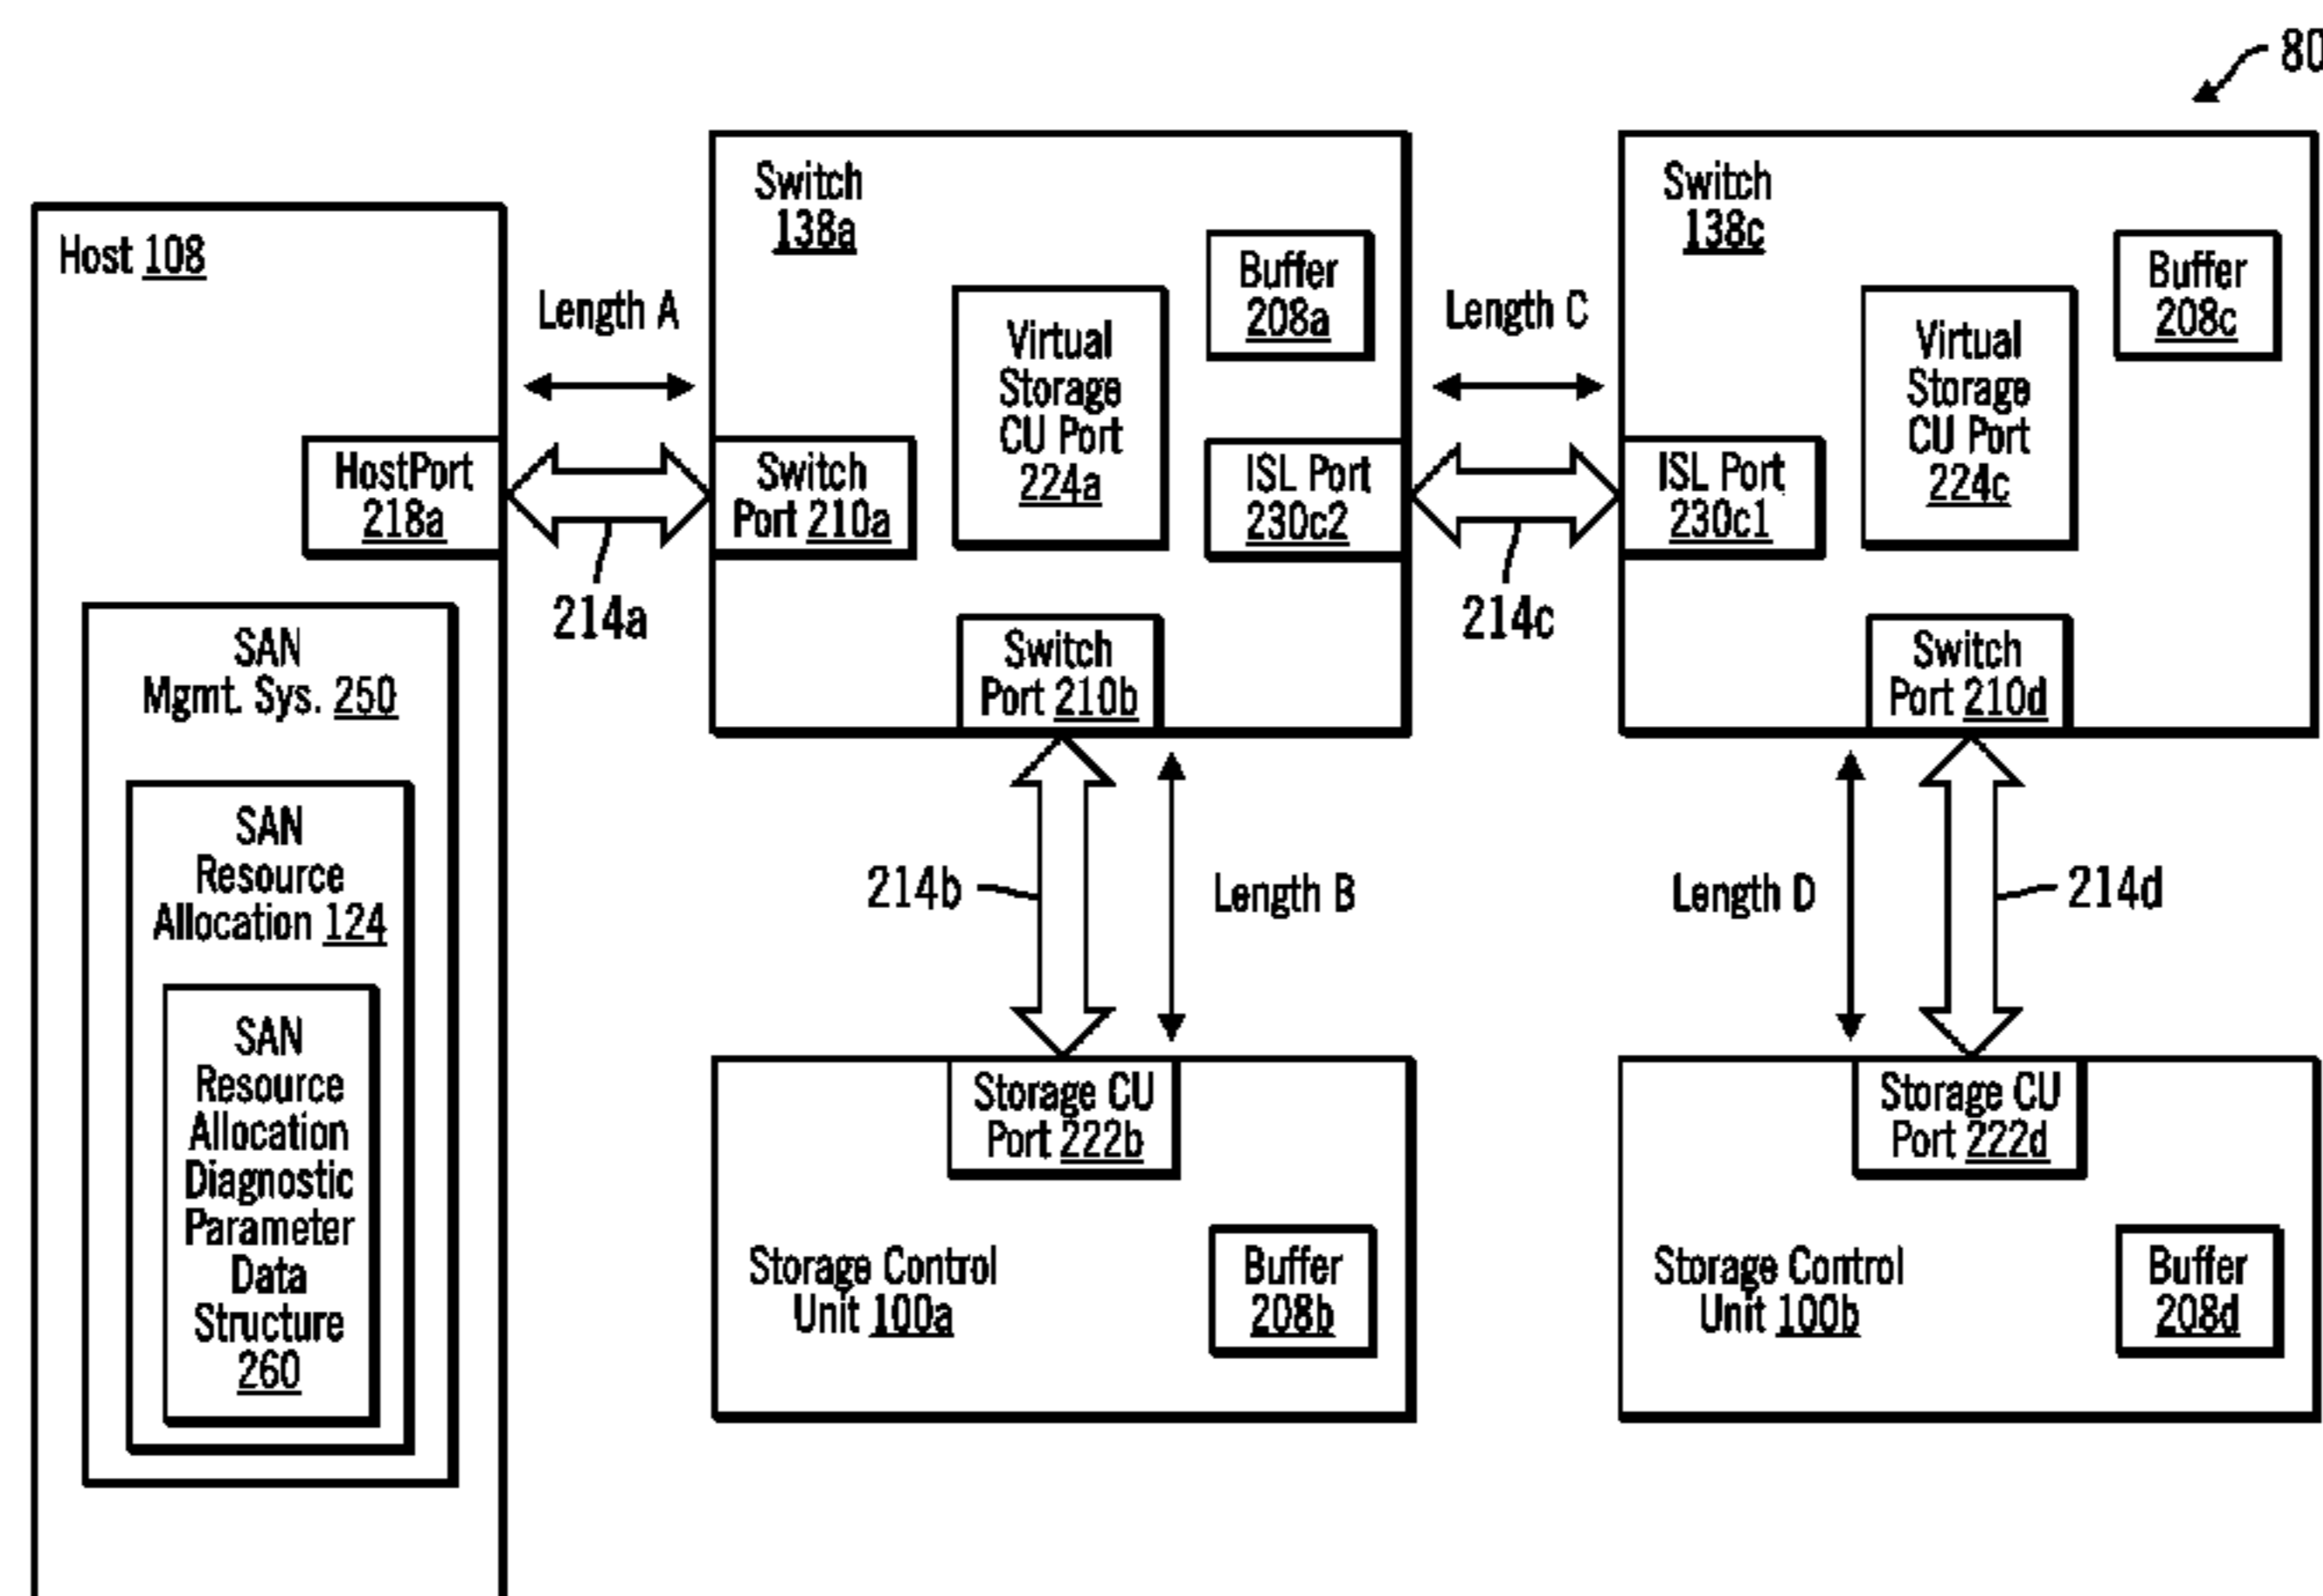 80
Host 108
HostPort
218a
SAN
Mgmt. Sys. 250
SAN
Resource
Allocation 124
SAN
Resource
Allocation
Diagnostic
Parameter
Data
Structure
260
Length A
214a
Switch
138a
Buffer
208a
Virtual
Storage
CU Port
224a
Switch
Port 210a
ISL Port
230c2
Switch
Port 210b
Length C
214c
Switch
138c
Buffer
208c
Virtual
Storage
CU Port
224c
ISL Port
230c1
Switch
Port 210d
214b
Length B
Length D
214d
Storage CU
Port 222b
Storage Control
Unit 100a
Buffer
208b
Storage CU
Port 222d
Storage Control
Unit 100b
Buffer
208d